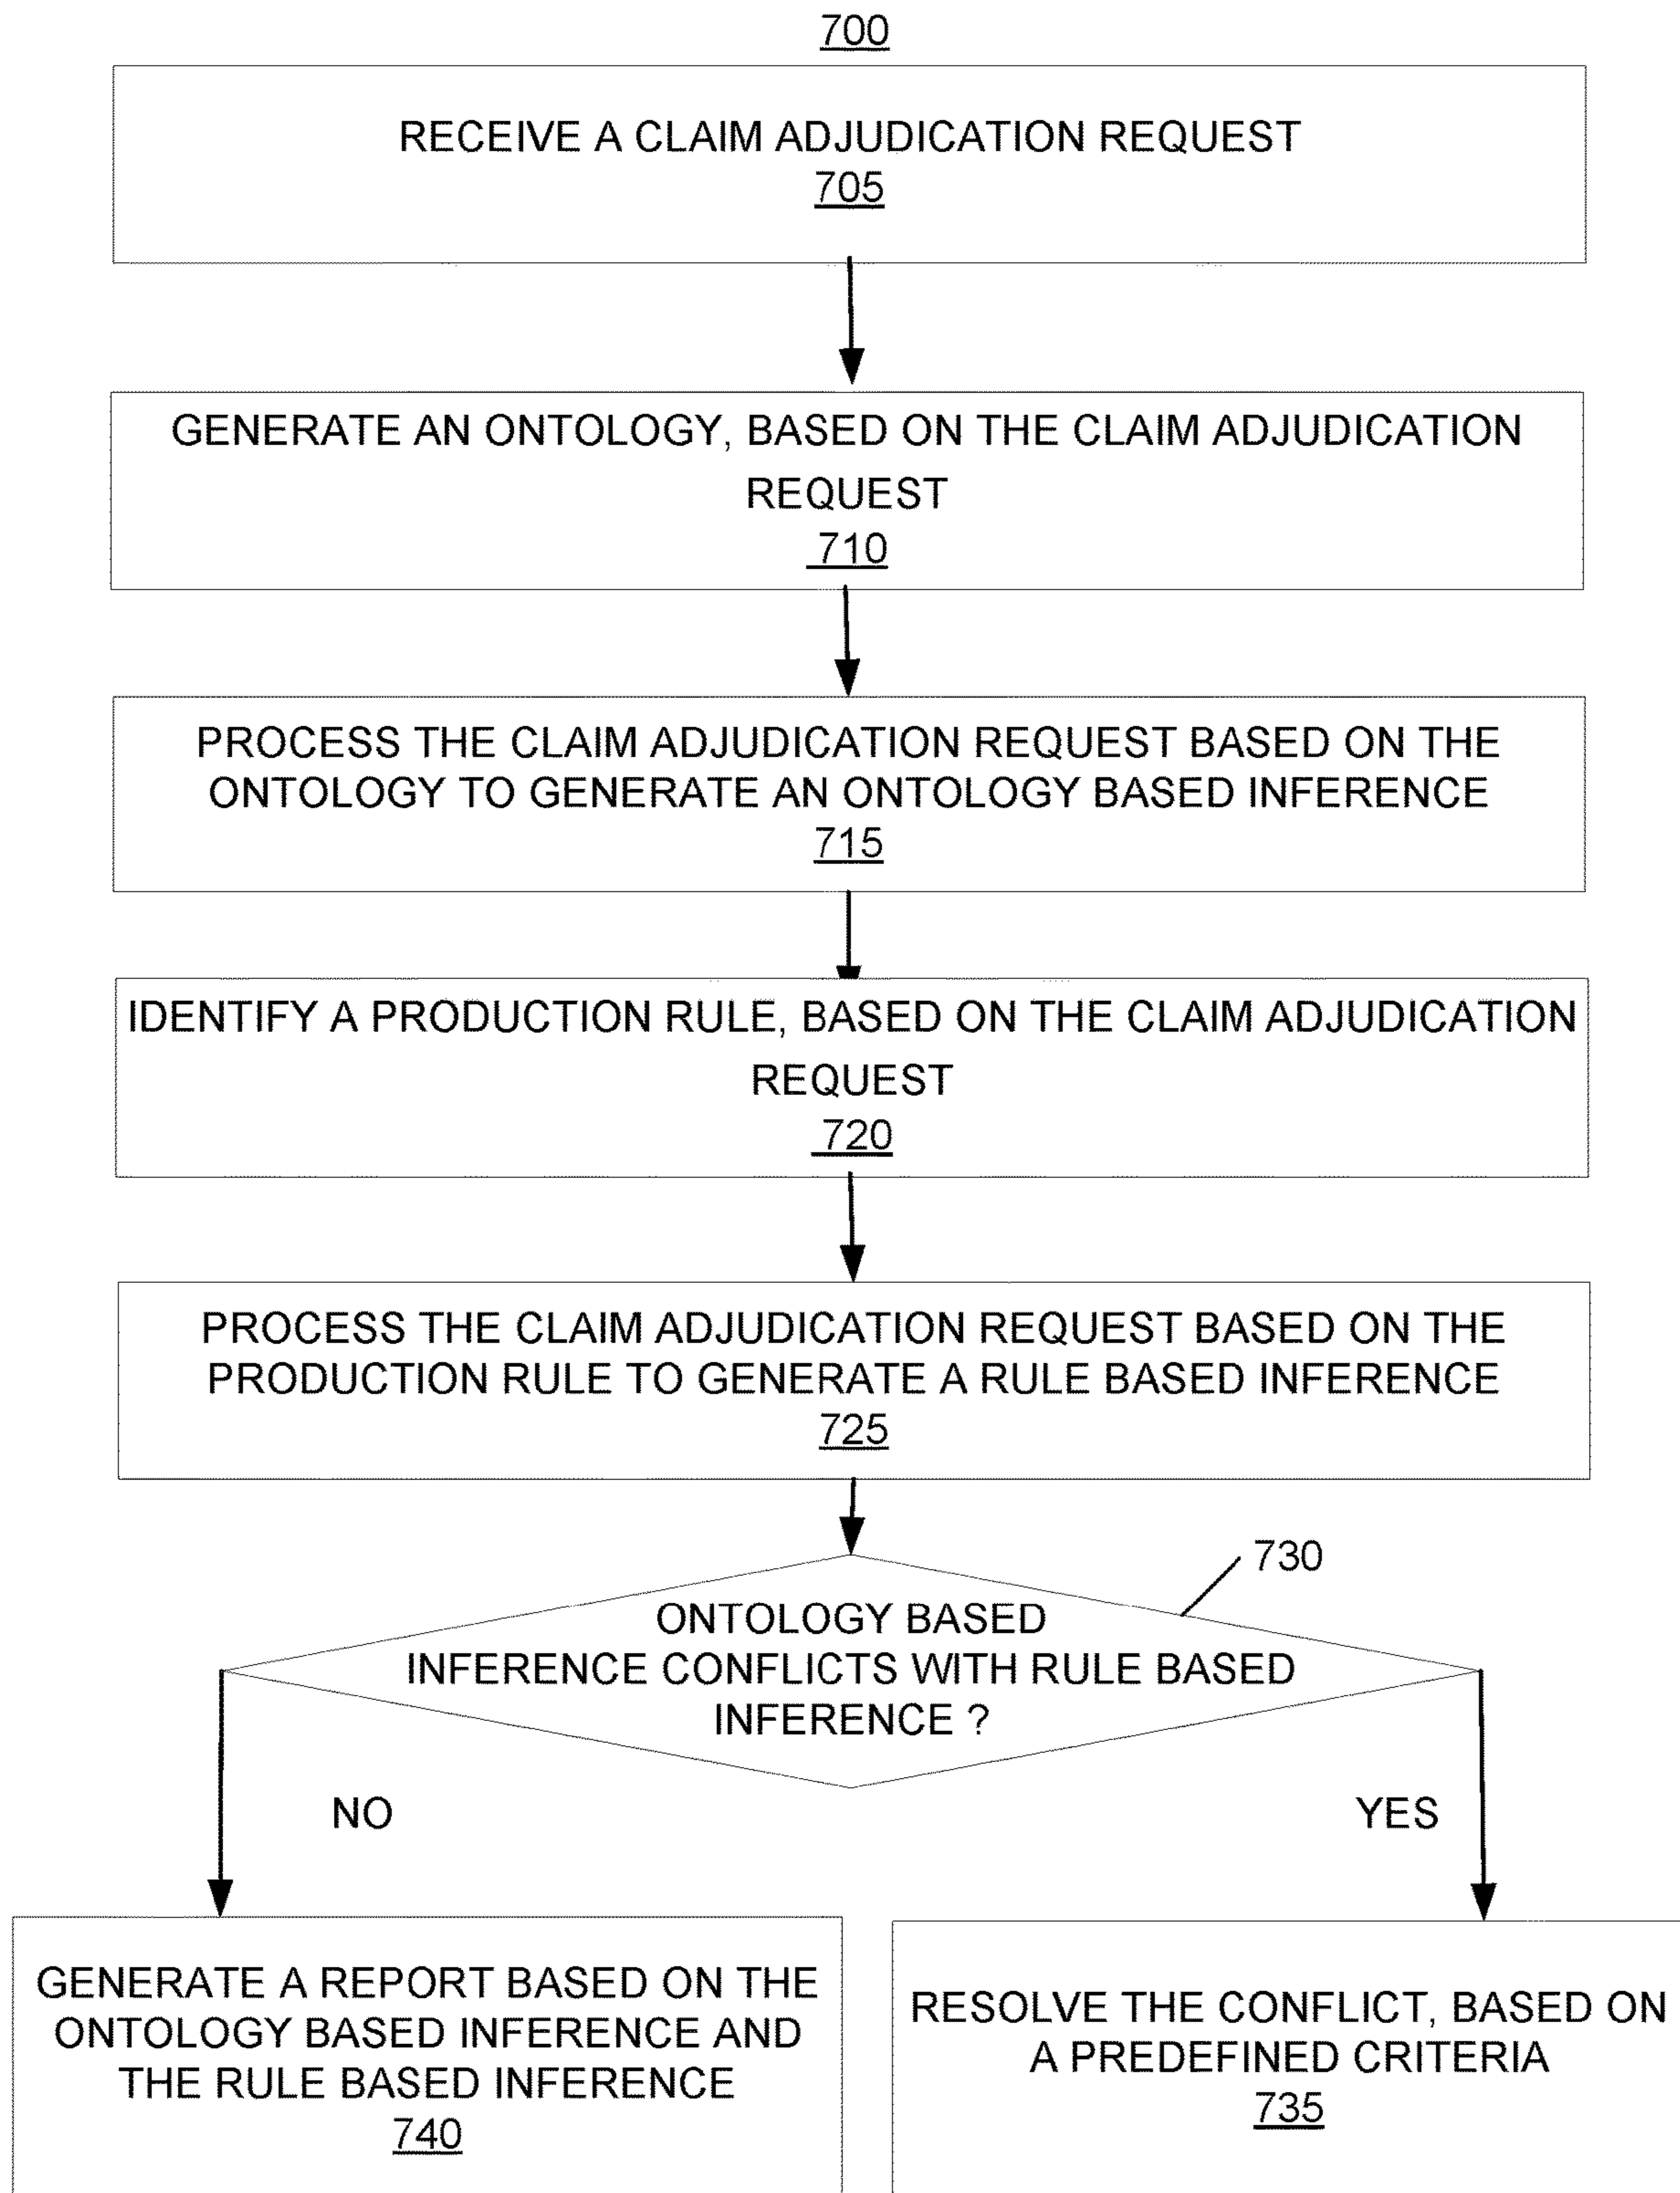 700
RECEIVE A CLAIM ADJUDICATION REQUEST
705
GENERATE AN ONTOLOGY, BASED ON THE CLAIM ADJUDICATION
REQUEST
710
PROCESS THE CLAIM ADJUDICATION REQUEST BASED ON THE
ONTOLOGY TO GENERATE AN ONTOLOGY BASED INFERENCE
715
IDENTIFY A PRODUCTION RULE, BASED ON THE CLAIM ADJUDICATION
REQUEST
720
PROCESS THE CLAIM ADJUDICATION REQUEST BASED ON THE
PRODUCTION RULE TO GENERATE A RULE BASED INFERENCE
725
730
ONTOLOGY BASED
INFERENCE CONFLICTS WITH RULE BASED
INFERENCE ?
NO
YES
GENERATE A REPORT BASED ON THE
ONTOLOGY BASED INFERENCE AND
THE RULE BASED INFERENCE
740
RESOLVE THE CONFLICT, BASED ON
A PREDEFINED CRITERIA
735